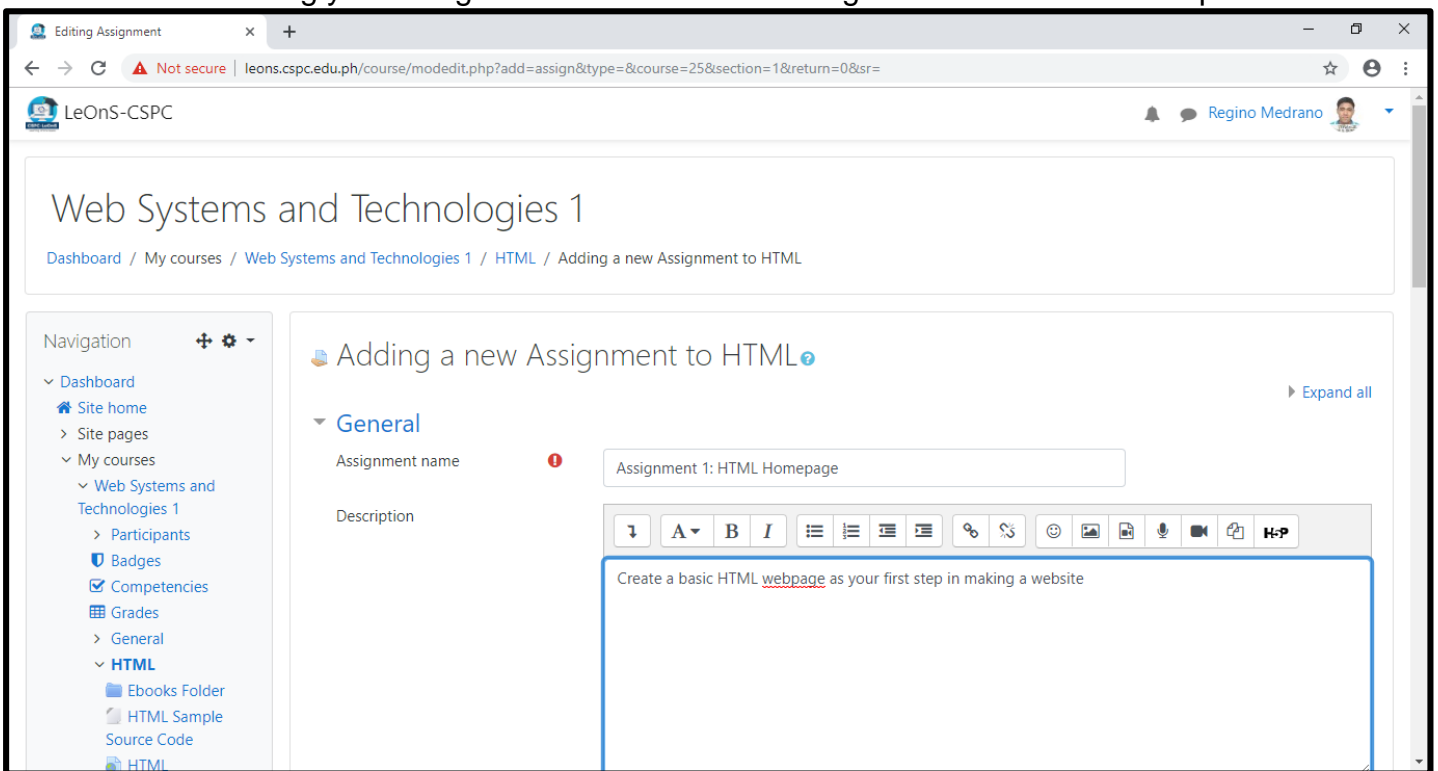 Editing Assignment
Not secure | leons.cspc.edu.ph/course/modedit.php?add=assign&type=&course=25&section=1&return=0&sr=
LeOnS-CSPC
Regino Medrano
Web Systems and Technologies 1
Dashboard / My courses / Web Systems and Technologies 1 / HTML / Adding a new Assignment to HTML
Navigation
Dashboard
Site home
Site pages
My courses
Web Systems and
Technologies 1
Participants
Badges
Competencies
Grades
General
HTML
Ebooks Folder
HTML Sample
Source Code
HTML
Adding a new Assignment to HTML
Expand all
General
Assignment name
Assignment 1: HTML Homepage
Description
A B I H-P
Create a basic HTML webpage as your first step in making a website